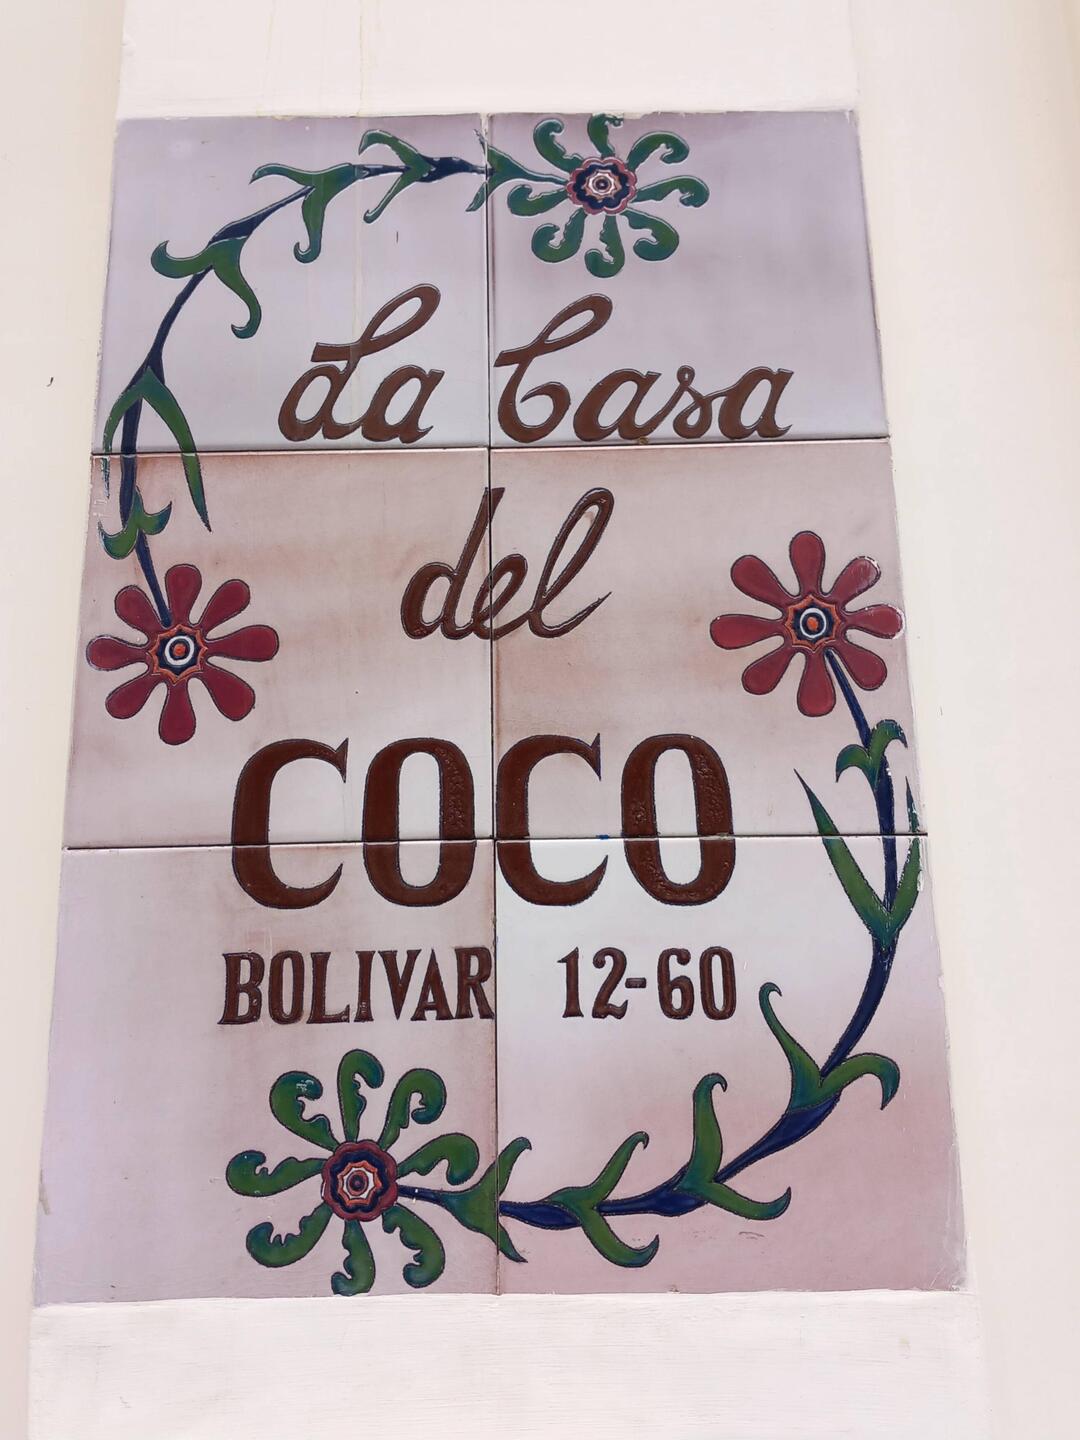 La Casa
del
COCO
BOLIVAR 12-60